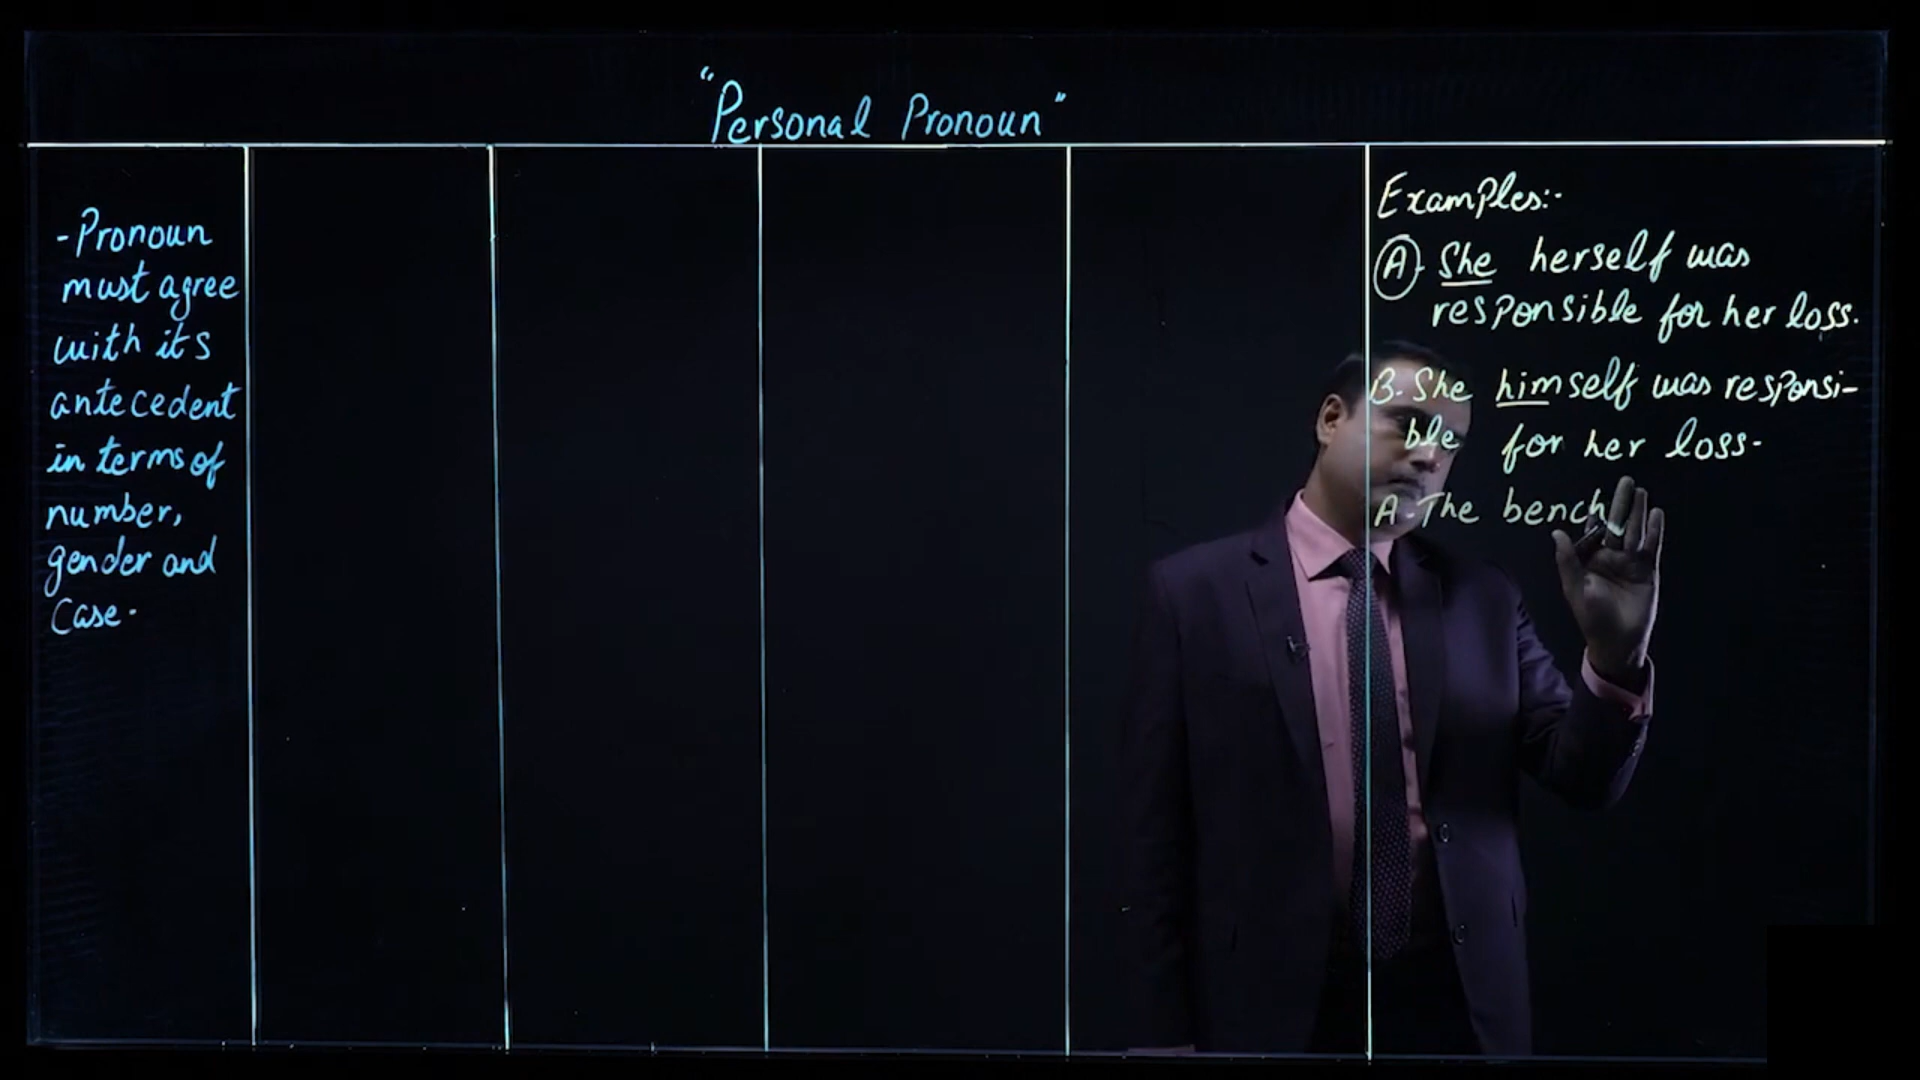 "Personal Pronoun"
- Pronoun
must agree
with its
antecedent
in terms of
number,
gender and
Case.
Examples:-
A. She herself was
responsible for her loss.
B. She himself was responsi-
ble for her loss.
A. The bench